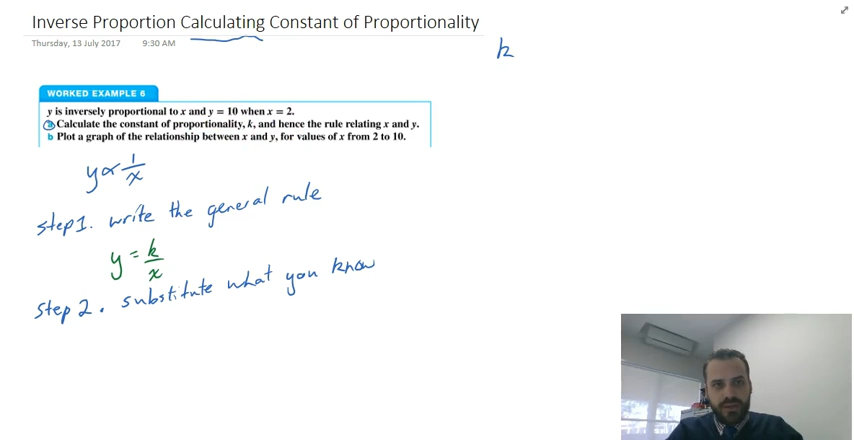 Inverse Proportion Calculating Constant of Proportionality
Thursday, 13 July 2017 9:30 AM
k
WORKED EXAMPLE 6
y is inversely proportional to x and y = 10 when x = 2.
a Calculate the constant of proportionality, k, and hence the rule relating x and y.
b Plot a graph of the relationship between x and y, for values of x from 2 to 10.
y ∝ 1/x
step 1. write the general rule
y = k/x
step 2. substitute what you know